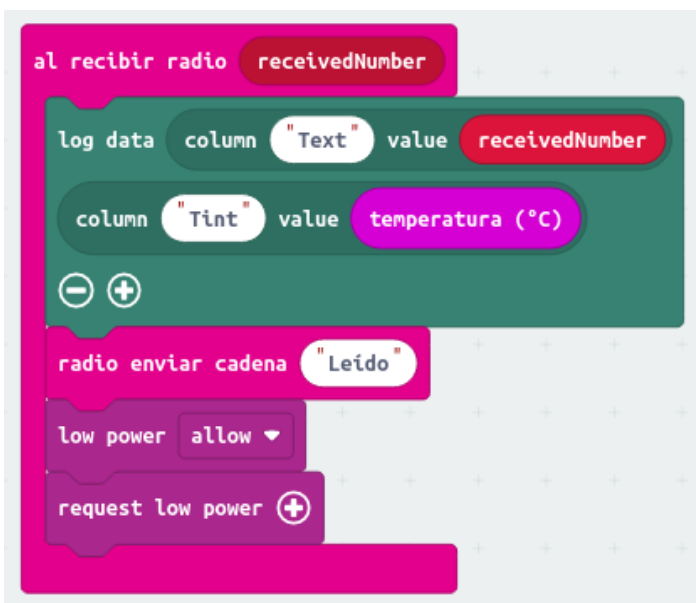 al recibir radio receivedNumber
log data column "Text" value receivedNumber
column "Tint" value temperatura (°C)
radio enviar cadena "Leído"
low power allow
request low power